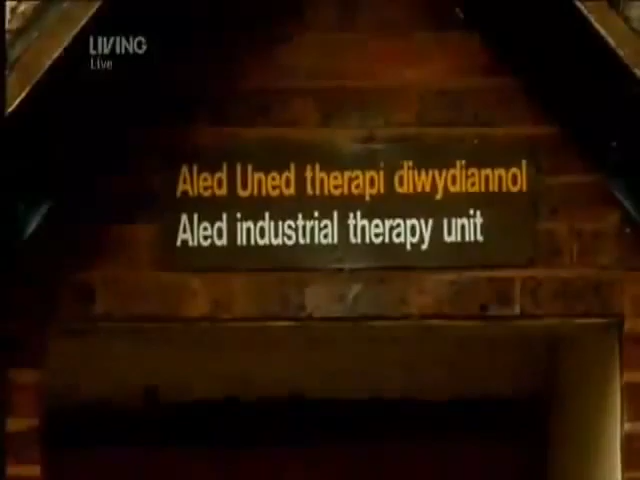 LIVING
Live
Aled Uned therapi diwydiannol
Aled industrial therapy unit